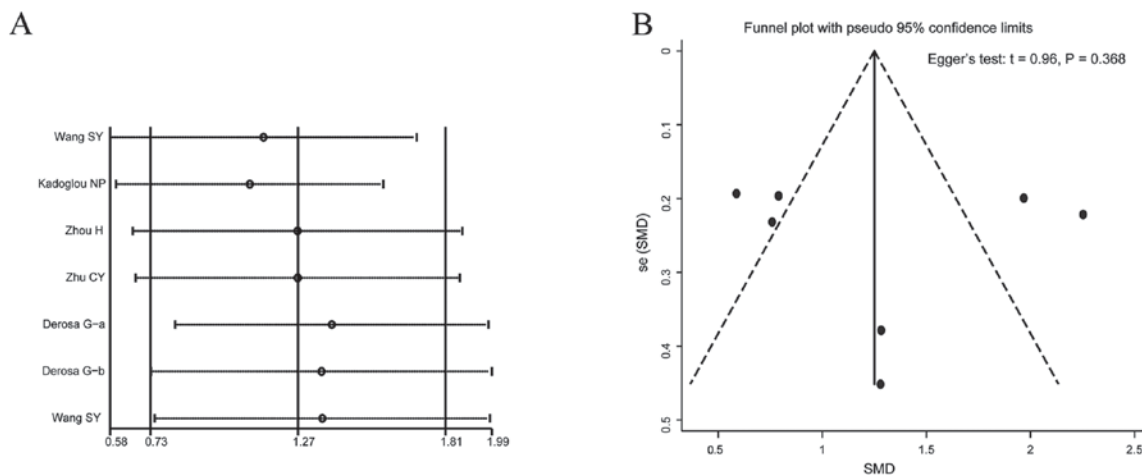 A
Wang SY
Kadoglou NP
Zhou H
Zhu CY
Derosa G-a
Derosa G-b
Wang SY
0.58 0.73 1.27 1.81 1.99
B
Funnel plot with pseudo 95% confidence limits
Egger's test: t = 0.96, P = 0.368
se (SMD)
0
0.1
0.2
0.3
0.4
0.5
0.5 1 1.5 2 2.5
SMD